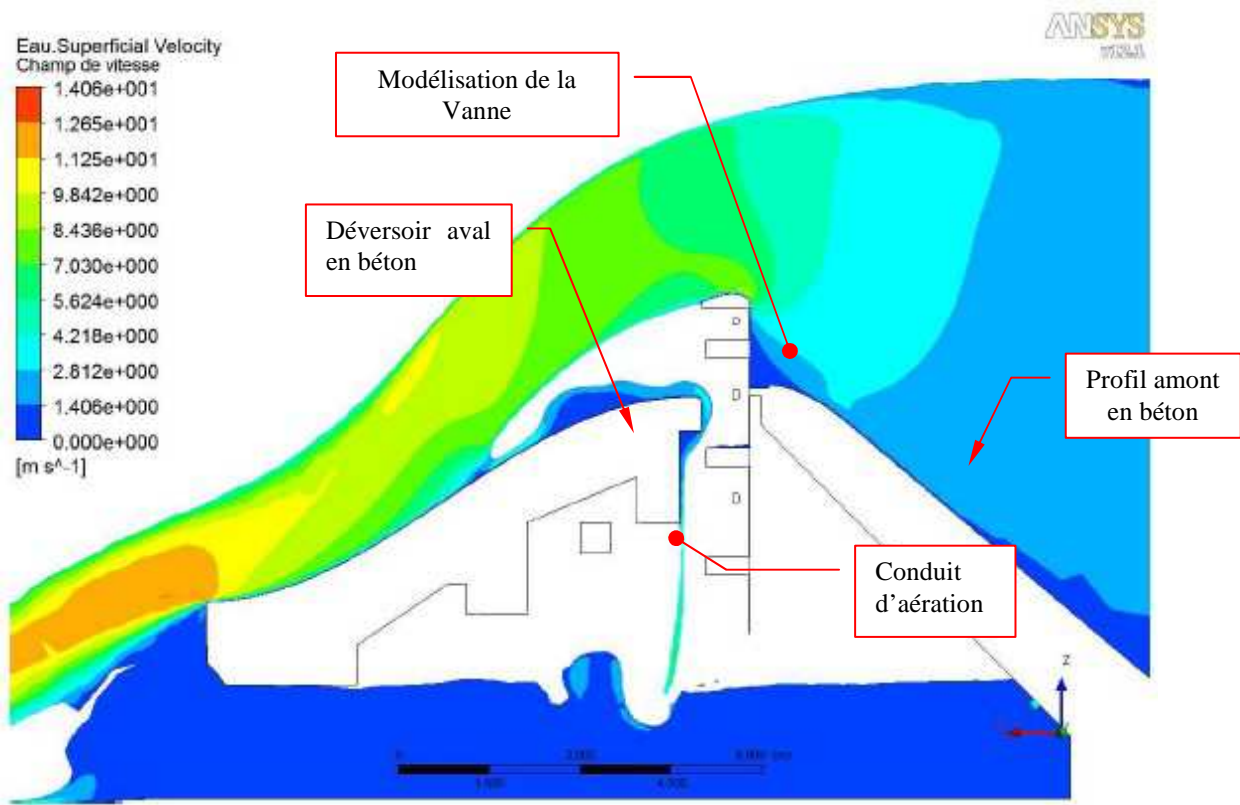 Eau.Superficial Velocity
Champ de vitesse
1.406e+001
1.265e+001
1.125e+001
9.842e+000
8.436e+000
7.030e+000
5.624e+000
4.218e+000
2.812e+000
1.406e+000
0.000e+000
[m s^-1]
ANSYS
Modélisation de la
Vanne
Déversoir aval
en béton
Profil amont
en béton
Conduit
d'aération
Z
0